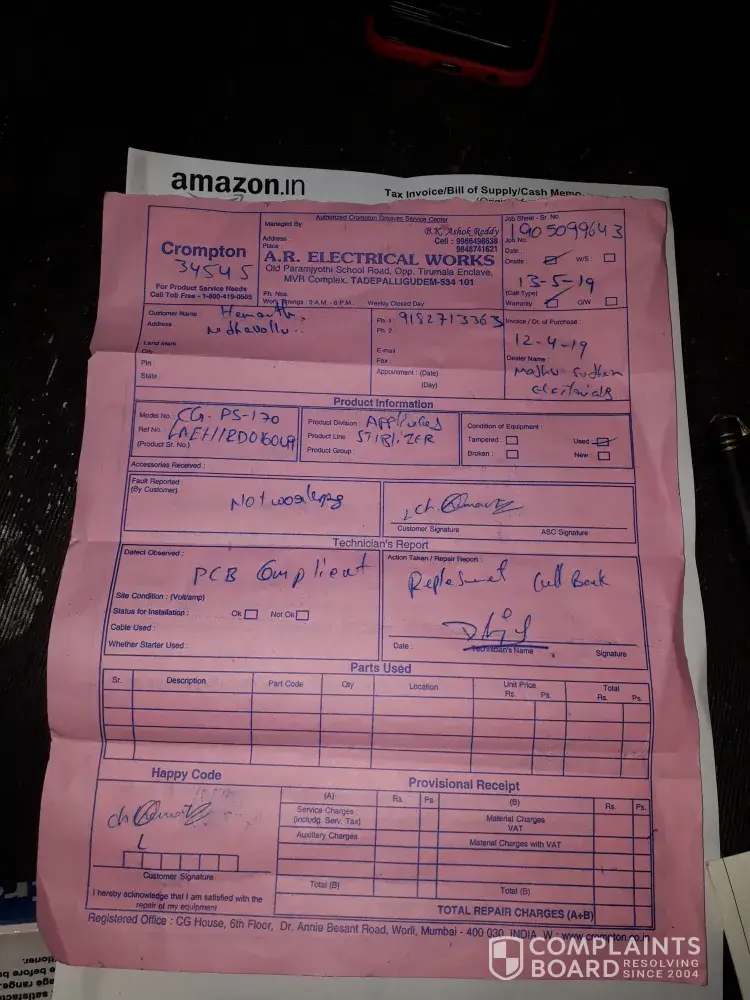 amazon.in
Tax Invoice/Bill of Supply/Cash Memo
Authorized Crompton Greaves Service Center
Crompton
34545
For Product Service Needs
Call Toll Free - 1-800-419-0505
Managed By
B.K. Ashok Reddy
Address
Cell : 9966498638
Place :
9848741621
A.R. ELECTRICAL WORKS
Old Paramjyothi School Road, Opp. Tirumala Enclave,
MVR Complex. TADEPALLIGUDEM-534 101
Ph. Nos.
Work Timings : 9 A.M. - 6 P.M. Weekly Closed Day
Job Sheet - Sr. No.
1905099643
Job No.
Date :
Onsite : W/S :
13-5-19
(Call Type)
Warranty O/W
Customer Name Hemanth
Address
Land Mark
City
Pin
State :
Ph. 1 9182713363
Ph. 2
E-mail
Fax :
Appointment : (Date)
(Day)
Invoice / Dt. of Purchase :
12-4-19
Dealer Name :
Product Information
Model No. : CG-PS-170
Ref No. :
(Product Sr. No.)
Product Division :
Product Line
Product Group :
Condition of Equipment :
Tampered : Used :
Broken : New :
Accessories Received :
Fault Reported :
(By Customer)
Customer Signature
ASC Signature
Technician's Report
Defect Observed :
PCB
Site Condition : (Volt/amp)
Status for Installation : Ok Not Ok
Cable Used :
Whether Starter Used :
Action Taken / Repair Report :
Call Back
Date : Technician's Name Signature
Parts Used
Sr. Description Part Code Qty Location Unit Price Total
Rs. Ps. Rs. Ps.
Happy Code
Customer Signature
I hereby acknowledge that I am satisfied with the
repair of my equipment
Provisional Receipt
(A) Rs. Ps. (B) Rs. Ps.
Service Charges :
(includg. Serv. Tax)
Material Charges
VAT
Auxiliary Charges
Material Charges with VAT
Total (B) Total (B)
TOTAL REPAIR CHARGES (A+B)
Registered Office : CG House, 6th Floor, Dr. Annie Besant Road, Worli, Mumbai - 400 030, INDIA, W : www.crompton.co.in
COMPLAINTS
BOARD RESOLVING
SINCE 2004